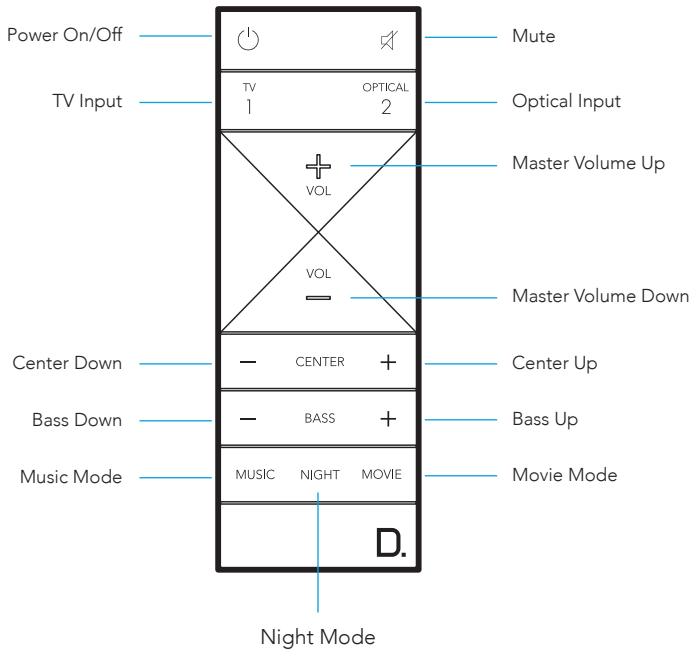 Power On/Off
Mute
TV
OPTICAL
TV Input
1
2
Optical Input
+
Master Volume Up
VOL
VOL
−
Master Volume Down
Center Down
− CENTER +
Center Up
Bass Down
− BASS +
Bass Up
Music Mode
MUSIC NIGHT MOVIE
Movie Mode
D.
Night Mode